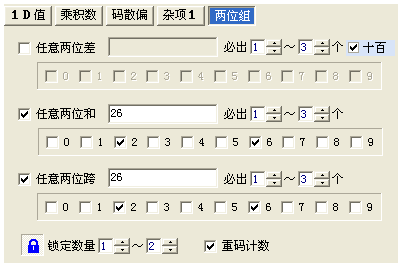 1 D 值 乘积数 码散偏 杂项1 两位组
任意两位差 必出 1 ～ 3 个 十百
0 1 2 3 4 5 6 7 8 9
任意两位和 26 必出 1 ～ 3 个
0 1 2 3 4 5 6 7 8 9
任意两位跨 26 必出 1 ～ 3 个
0 1 2 3 4 5 6 7 8 9
锁定数量 1 ～ 2 重码计数